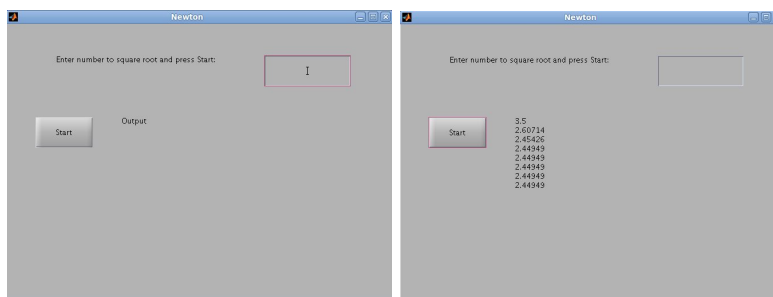 Newton
Enter number to square root and press Start:
Start
Output
Newton
Enter number to square root and press Start:
Start
3.5
2.60714
2.45426
2.44949
2.44949
2.44949
2.44949
2.44949